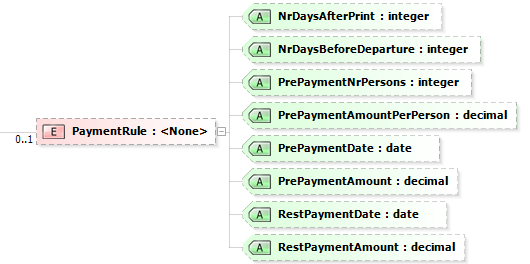 A NrDaysAfterPrint : integer
A NrDaysBeforeDeparture : integer
A PrePaymentNrPersons : integer
A PrePaymentAmountPerPerson : decimal
E PaymentRule : <None>
0..1
A PrePaymentDate : date
A PrePaymentAmount : decimal
A RestPaymentDate : date
A RestPaymentAmount : decimal